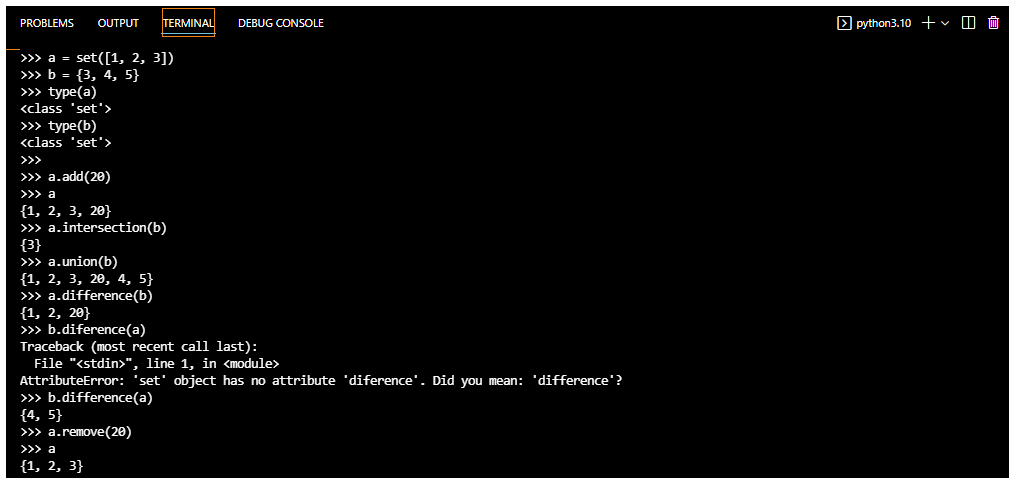 PROBLEMS OUTPUT TERMINAL DEBUG CONSOLE python3.10
>>> a = set([1, 2, 3])
>>> b = {3, 4, 5}
>>> type(a)
<class 'set'>
>>> type(b)
<class 'set'>
>>>
>>> a.add(20)
>>> a
{1, 2, 3, 20}
>>> a.intersection(b)
{3}
>>> a.union(b)
{1, 2, 3, 20, 4, 5}
>>> a.difference(b)
{1, 2, 20}
>>> b.diference(a)
Traceback (most recent call last):
  File "<stdin>", line 1, in <module>
AttributeError: 'set' object has no attribute 'diference'. Did you mean: 'difference'?
>>> b.difference(a)
{4, 5}
>>> a.remove(20)
>>> a
{1, 2, 3}